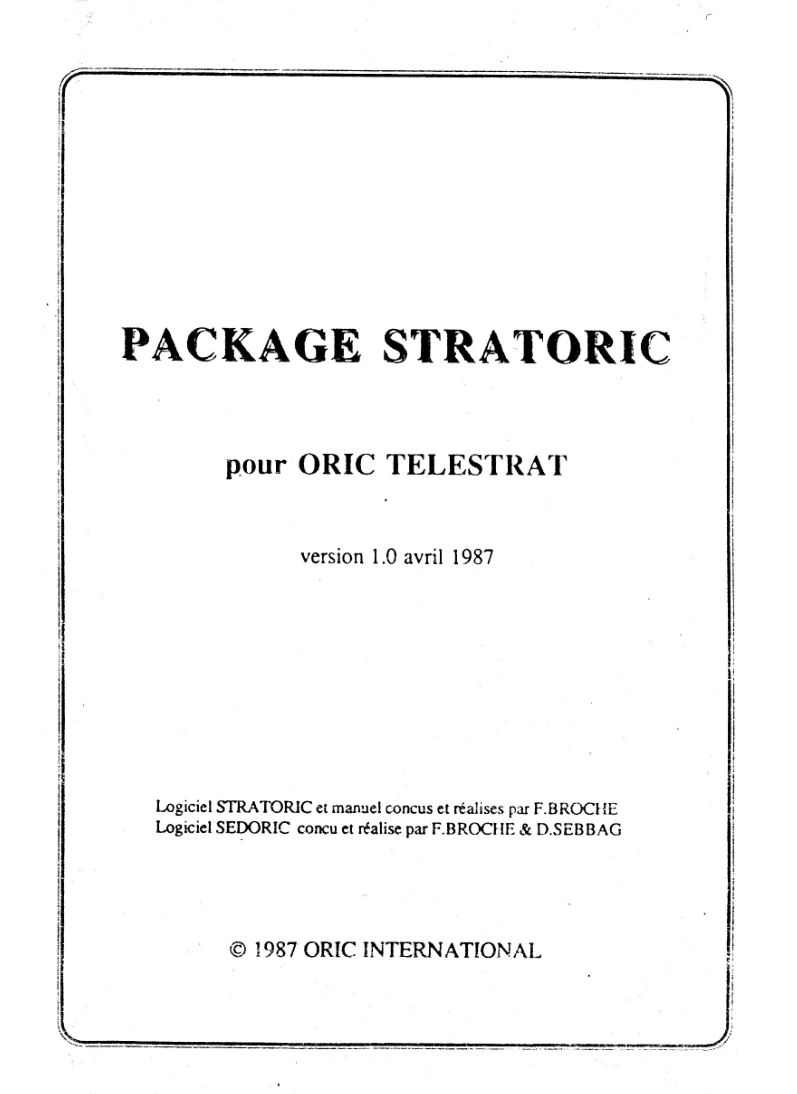 PACKAGE STRATORIC
pour ORIC TELESTRAT
version 1.0 avril 1987
Logiciel STRATORIC et manuel concus et réalises par F.BROCHE
Logiciel SEDORIC concu et réalise par F.BROCHE & D.SEBBAG
© 1987 ORIC INTERNATIONAL